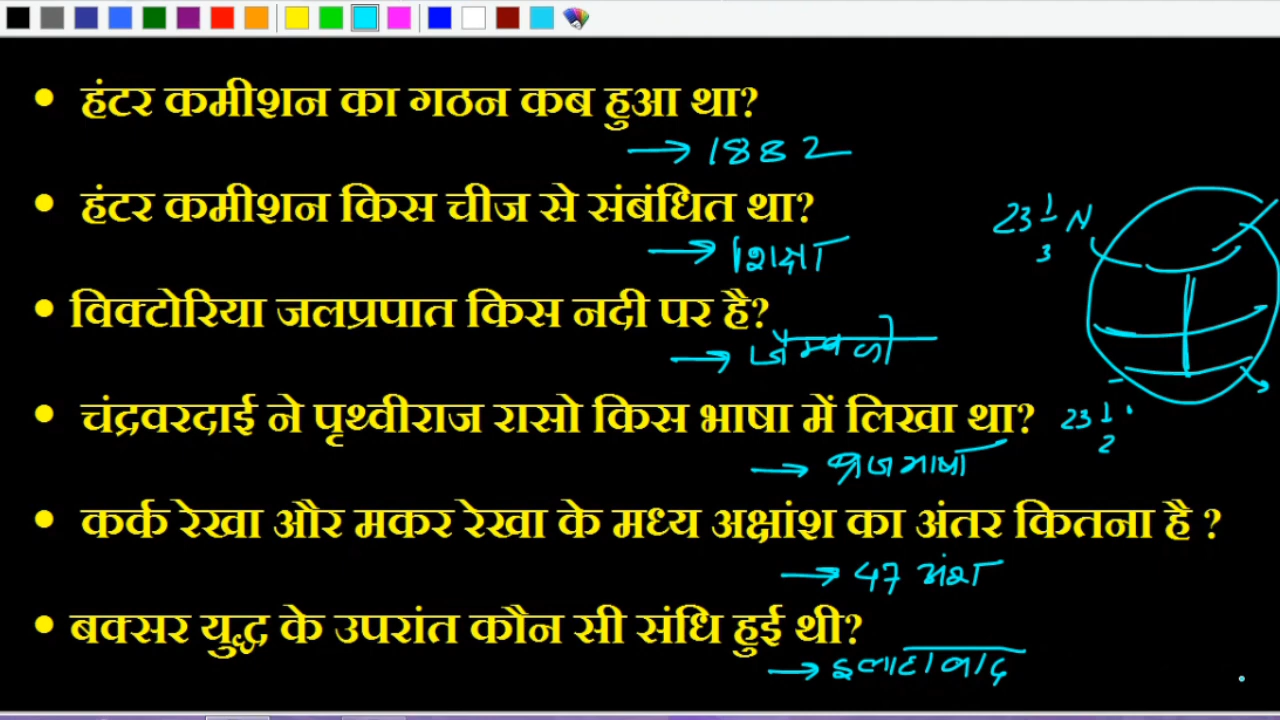 • हंटर कमीशन का गठन कब हुआ था?
→ 1882
• हंटर कमीशन किस चीज से संबंधित था?
→ शिक्षा
23 1/3 N
• विक्टोरिया जलप्रपात किस नदी पर है?
→ जैम्बजी
• चंद्रवरदाई ने पृथ्वीराज रासो किस भाषा में लिखा था?
23 1/2
→ ब्रजभाषा
• कर्क रेखा और मकर रेखा के मध्य अक्षांश का अंतर कितना है ?
→ 47 अंश
• बक्सर युद्ध के उपरांत कौन सी संधि हुई थी?
→ इलाहाबाद